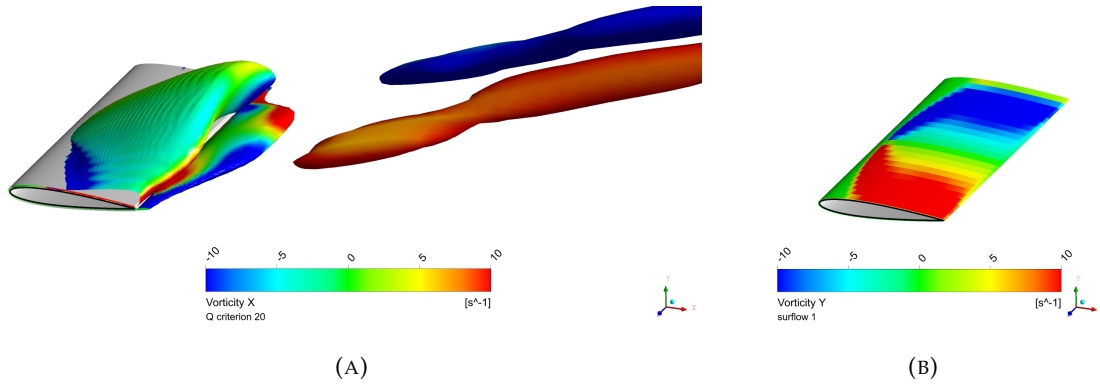 -10 -5 0 5 10
Vorticity X [s^-1]
Q criterion 20
Y
X
(A)
-10 -5 0 5 10
Vorticity Y [s^-1]
surflow 1
Y
(B)